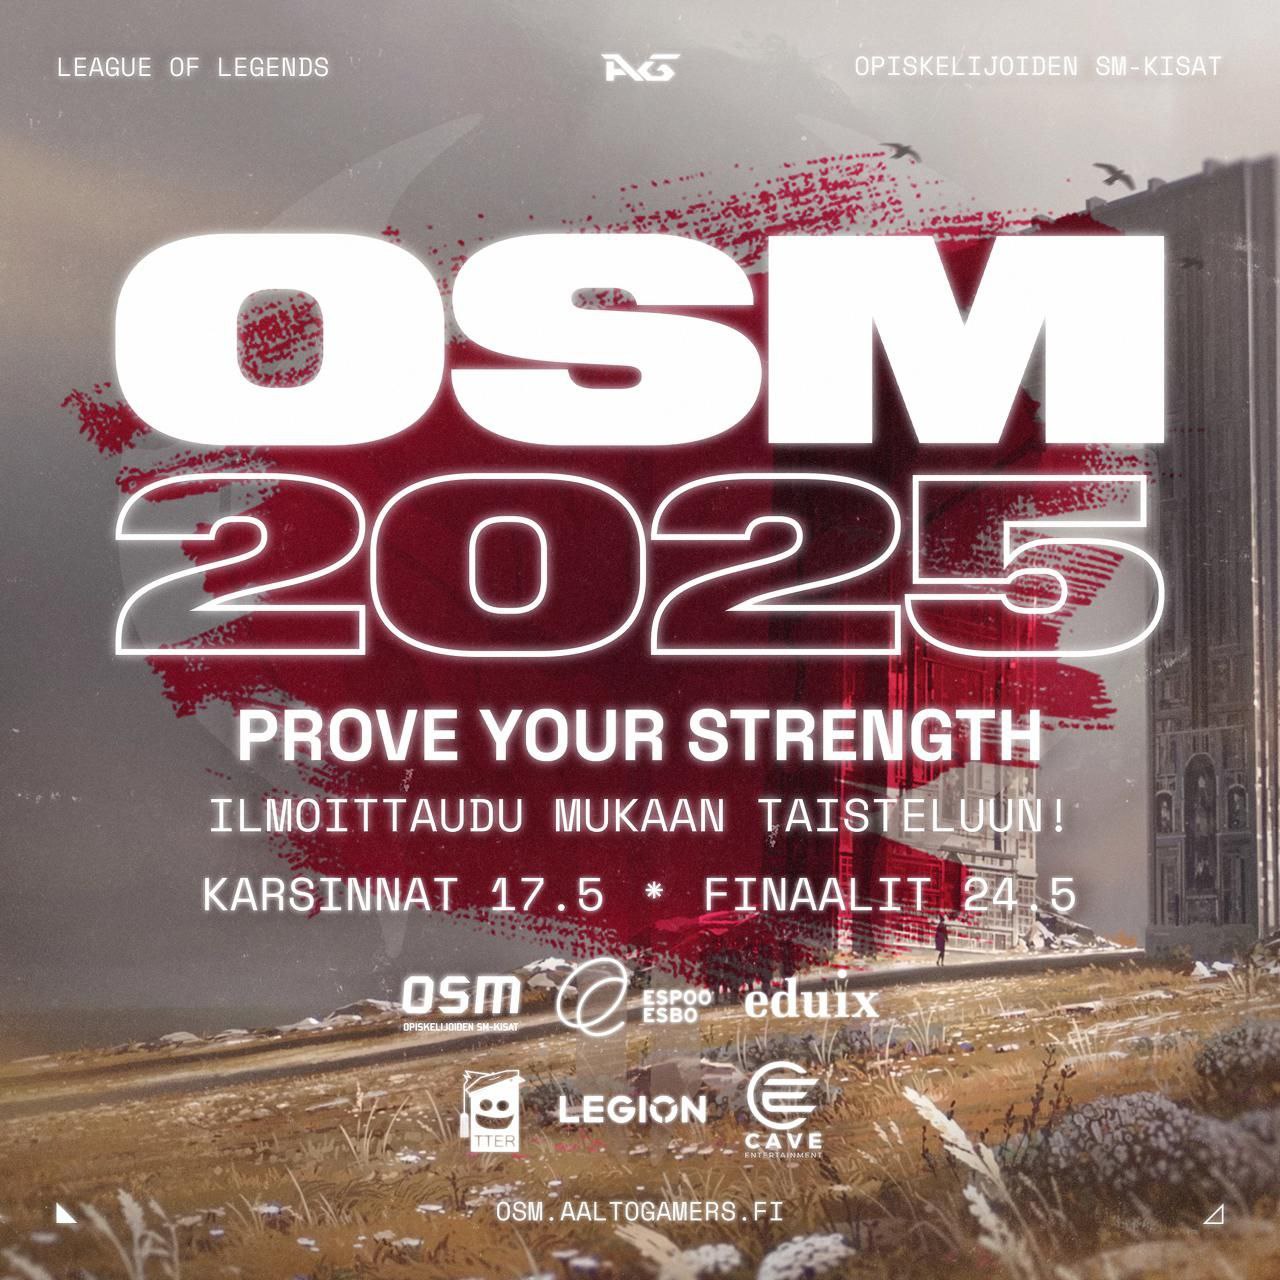 LEAGUE OF LEGENDS
AG
OPISKELIJOIDEN SM-KISAT
OSM
2025
PROVE YOUR STRENGTH
ILMOITTAUDU MUKAAN TAISTELUUN!
KARSINNAT 17.5 * FINAALIT 24.5
OSM
OPISKELIJOIDEN SM-KISAT
ESPOO
ESBO
eduix
TTER
LEGION
CAVE
ENTERTAINMENT
OSM.AALTOGAMERS.FI